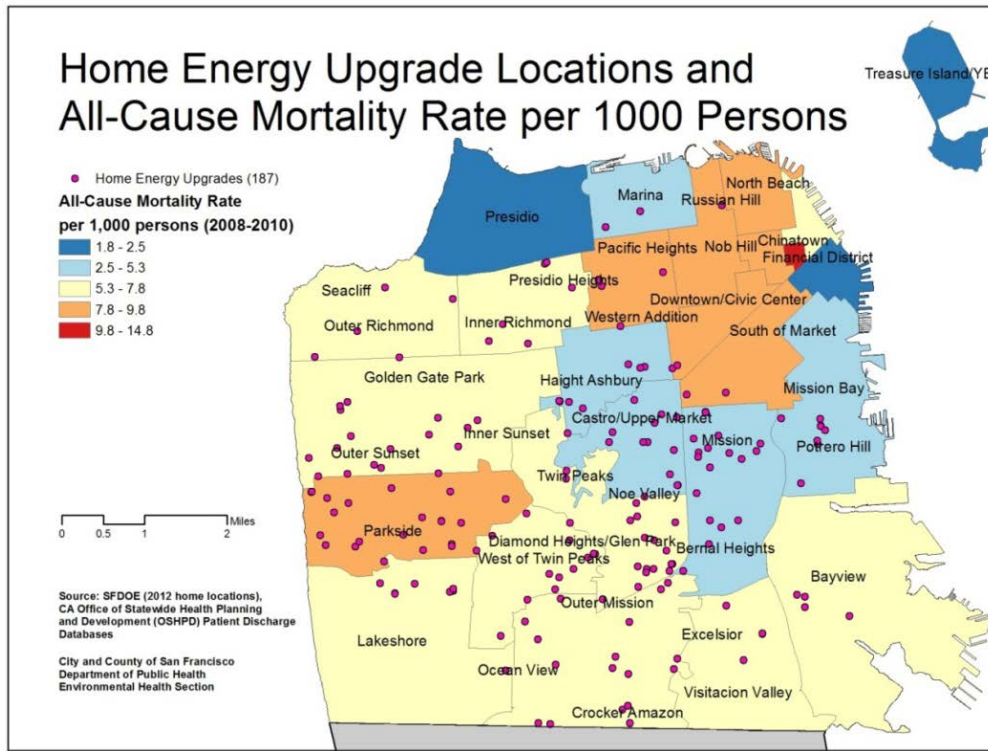 Home Energy Upgrade Locations and
All-Cause Mortality Rate per 1000 Persons
Treasure Island/YB
Home Energy Upgrades (187)
All-Cause Mortality Rate
per 1,000 persons (2008-2010)
1.8 - 2.5
2.5 - 5.3
5.3 - 7.8
7.8 - 9.8
9.8 - 14.8
North Beach
Marina
Russian Hill
Presidio
Pacific Heights
Nob Hill
Chinatown
Financial District
Presidio Heights
Seacliff
Downtown/Civic Center
Outer Richmond
Inner Richmond
Western Addition
South of Market
Golden Gate Park
Haight Ashbury
Mission Bay
Castro/Upper Market
Inner Sunset
Mission
Outer Sunset
Potrero Hill
Twin Peaks
Noe Valley
0 0.5 1 2
Miles
Parkside
Diamond Heights/Glen Park
Bernal Heights
West of Twin Peaks
Bayview
Outer Mission
Source: SFDOE (2012 home locations),
CA Office of Statewide Health Planning
and Development (OSHPD) Patient Discharge
Databases
Lakeshore
Excelsior
City and County of San Francisco
Department of Public Health
Environmental Health Section
Ocean View
Visitacion Valley
Crocker Amazon